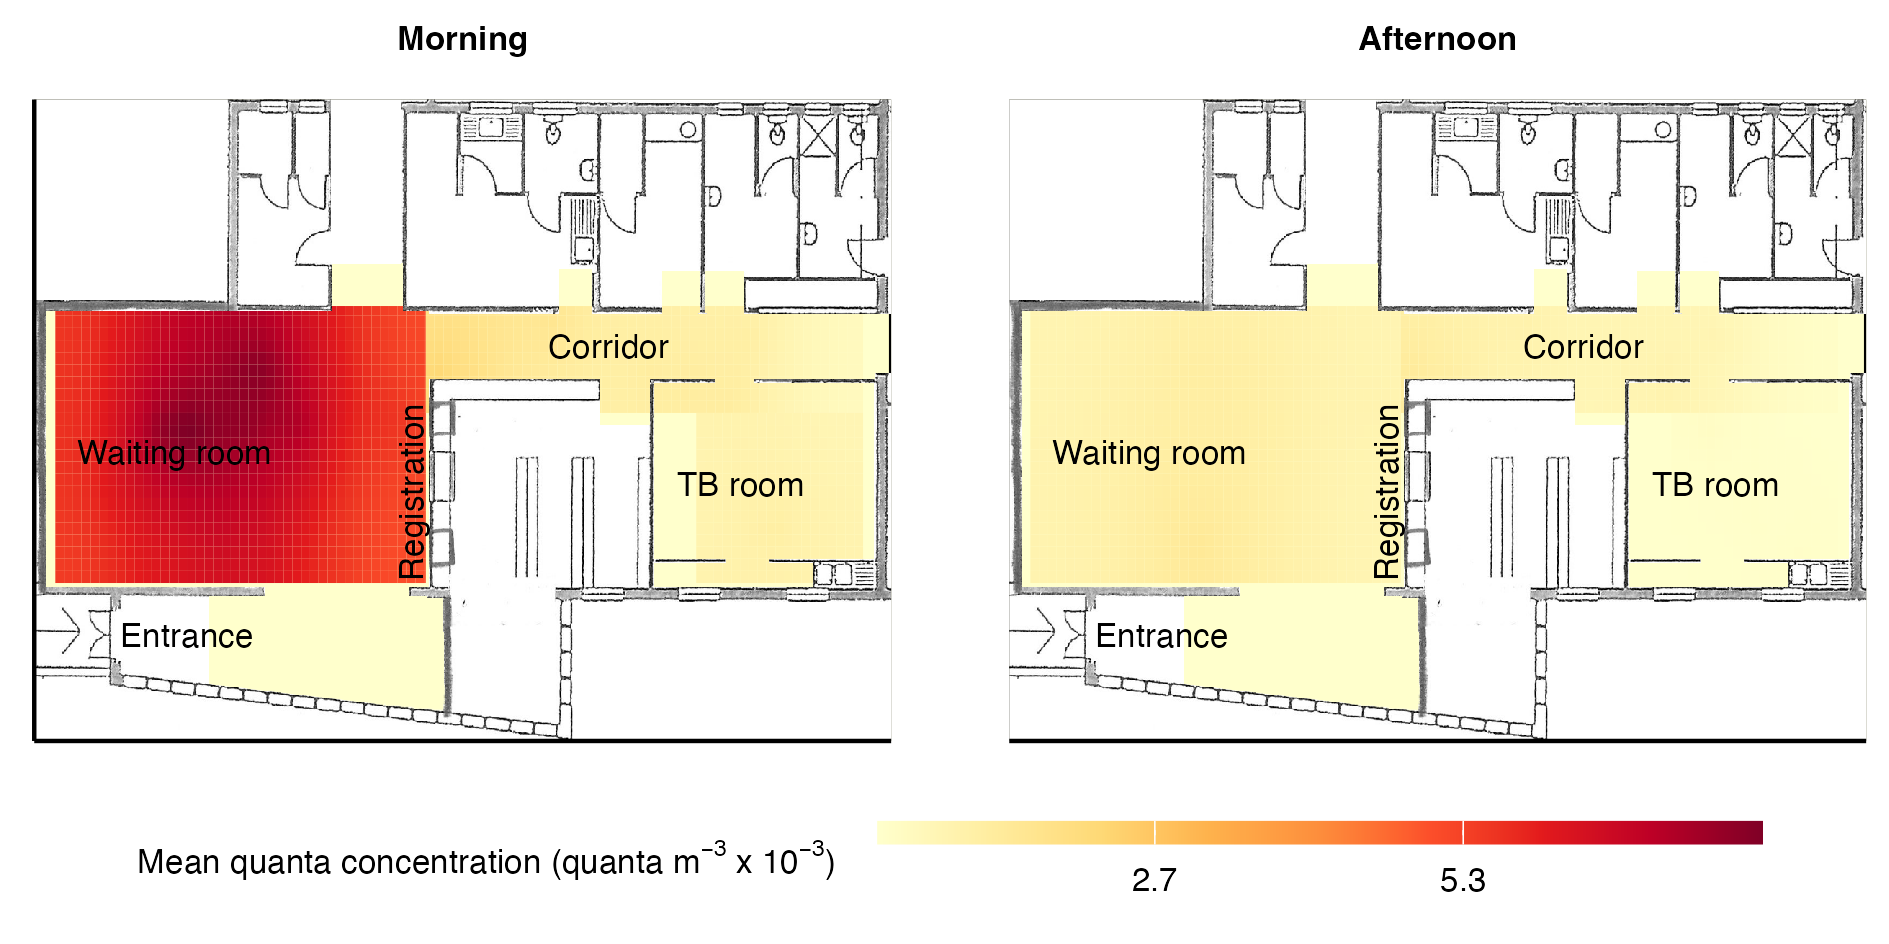 Morning
Afternoon
Corridor
Waiting room
Registration
TB room
Entrance
Corridor
Waiting room
Registration
TB room
Entrance
Mean quanta concentration (quanta m⁻³ x 10⁻³)
2.7
5.3